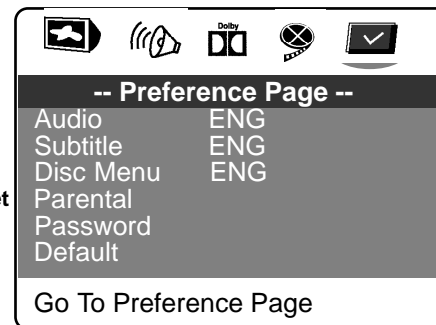 Dolby
-- Preference Page --
Audio ENG
Subtitle ENG
Disc Menu ENG
Parental
Password
Default
Go To Preference Page